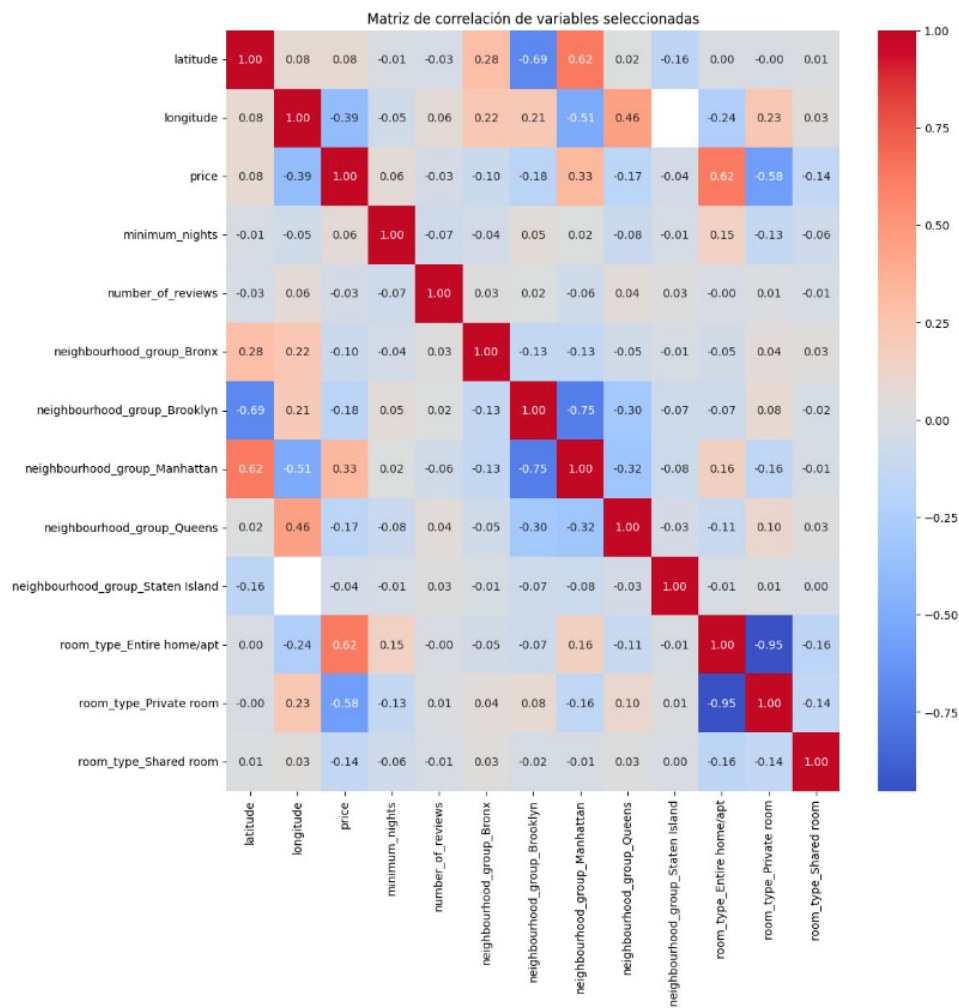 Matriz de correlación de variables seleccionadas
latitude 1.00 0.08 0.08 -0.01 -0.03 0.28 -0.69 0.62 0.02 -0.16 0.00 -0.00 0.01
longitude 0.08 1.00 -0.39 -0.05 0.06 0.22 0.21 -0.51 0.46 -0.24 0.23 0.03
price 0.08 -0.39 1.00 0.06 -0.03 -0.10 -0.18 0.33 -0.17 -0.04 0.62 -0.58 -0.14
minimum_nights -0.01 -0.05 0.06 1.00 -0.07 -0.04 0.05 0.02 -0.08 -0.01 0.15 -0.13 -0.06
number_of_reviews -0.03 0.06 -0.03 -0.07 1.00 0.03 0.02 -0.06 0.04 0.03 -0.00 0.01 -0.01
neighbourhood_group_Bronx 0.28 0.22 -0.10 -0.04 0.03 1.00 -0.13 -0.13 -0.05 -0.01 -0.05 0.04 0.03
neighbourhood_group_Brooklyn -0.69 0.21 -0.18 0.05 0.02 -0.13 1.00 -0.75 -0.30 -0.07 -0.07 0.08 -0.02
neighbourhood_group_Manhattan 0.62 -0.51 0.33 0.02 -0.06 -0.13 -0.75 1.00 -0.32 -0.08 0.16 -0.16 -0.01
neighbourhood_group_Queens 0.02 0.46 -0.17 -0.08 0.04 -0.05 -0.30 -0.32 1.00 -0.03 -0.11 0.10 0.03
neighbourhood_group_Staten Island -0.16 -0.04 -0.01 0.03 -0.01 -0.07 -0.08 -0.03 1.00 -0.01 0.01 0.00
room_type_Entire home/apt 0.00 -0.24 0.62 0.15 -0.00 -0.05 -0.07 0.16 -0.11 -0.01 1.00 -0.95 -0.16
room_type_Private room -0.00 0.23 -0.58 -0.13 0.01 0.04 0.08 -0.16 0.10 0.01 -0.95 1.00 -0.14
room_type_Shared room 0.01 0.03 -0.14 -0.06 -0.01 0.03 -0.02 -0.01 0.03 0.00 -0.16 -0.14 1.00
latitude
longitude
price
minimum_nights
number_of_reviews
neighbourhood_group_Bronx
neighbourhood_group_Brooklyn
neighbourhood_group_Manhattan
neighbourhood_group_Queens
neighbourhood_group_Staten Island
room_type_Entire home/apt
room_type_Private room
room_type_Shared room
1.00
0.75
0.50
0.25
0.00
-0.25
-0.50
-0.75